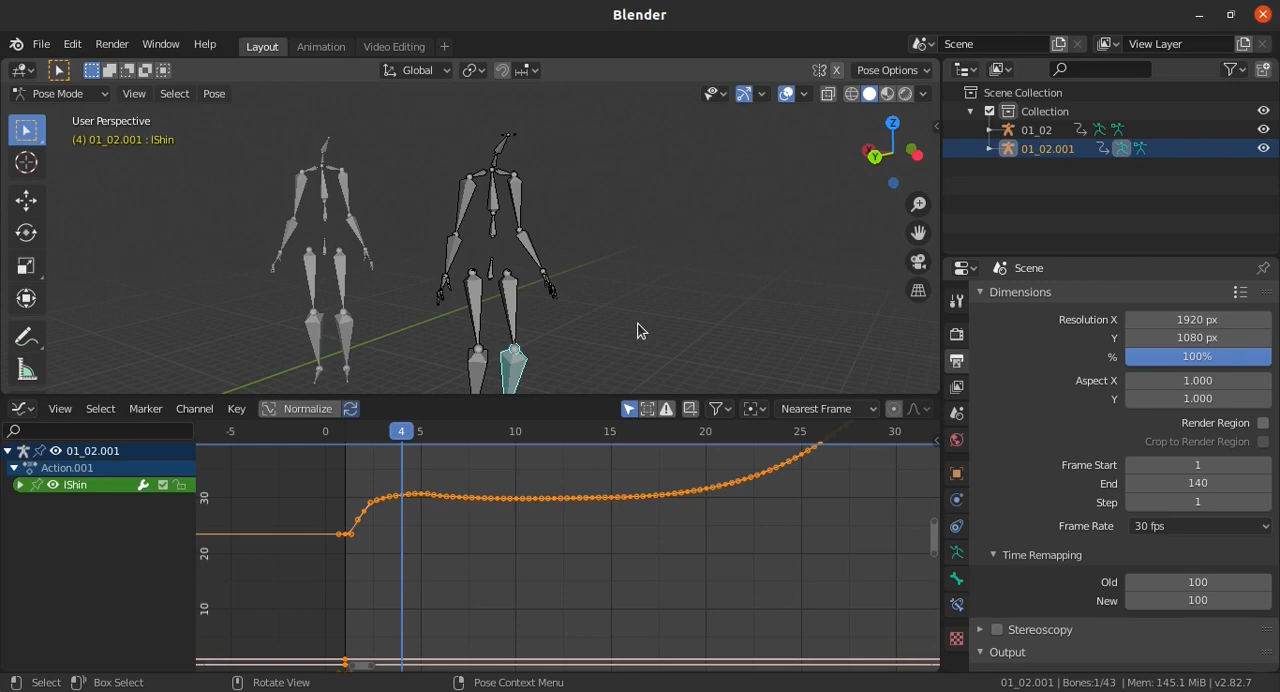 Blender
File Edit Render Window Help Layout Animation Video Editing + Scene View Layer
Global X Pose Options
Pose Mode View Select Pose
Scene Collection
Collection
01_02
01_02.001
User Perspective
(4) 01_02.001 : lShin
Z
Y
Scene
Dimensions
Resolution X 1920 px
Y 1080 px
% 100%
Aspect X 1.000
Y 1.000
Render Region
Crop to Render Region
Frame Start 1
End 140
Step 1
Frame Rate 30 fps
Time Remapping
Old 100
New 100
Stereoscopy
Output
View Select Marker Channel Key Normalize Nearest Frame
-5 0 4 5 10 15 20 25 30
01_02.001
Action.001
lShin
30
20
10
Select Box Select Rotate View Pose Context Menu 01_02.001 | Bones:1/43 | Mem: 145.1 MiB | v2.82.7